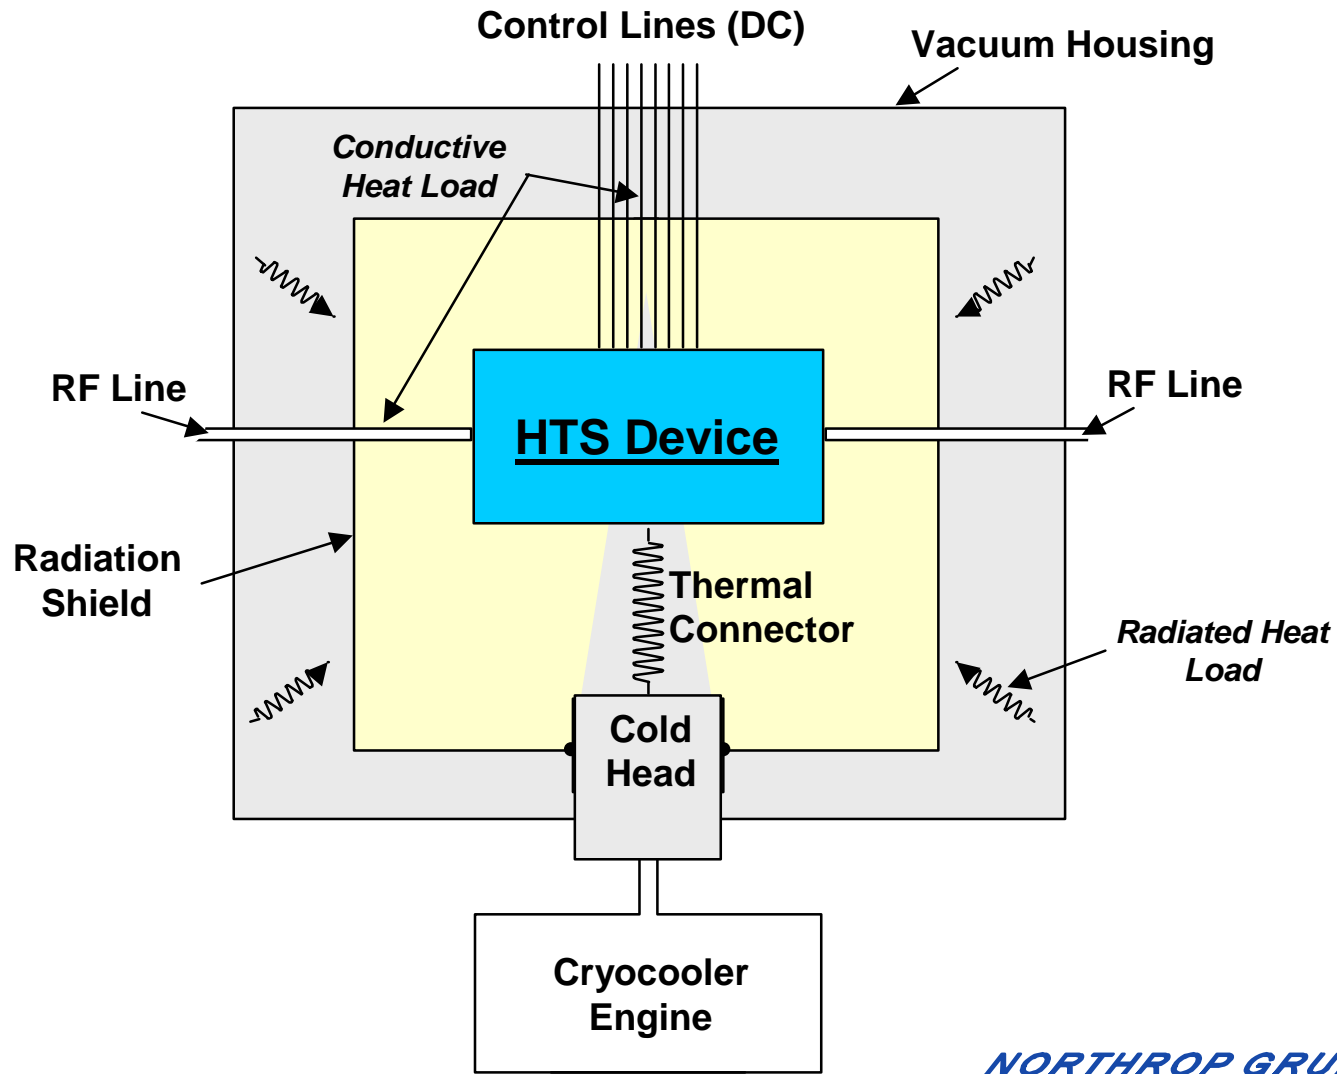 Control Lines (DC)
Vacuum Housing
Conductive
Heat Load
RF Line
RF Line
HTS Device
Radiation
Shield
Thermal
Connector
Radiated Heat
Load
Cold
Head
Cryocooler
Engine
NORTHROP